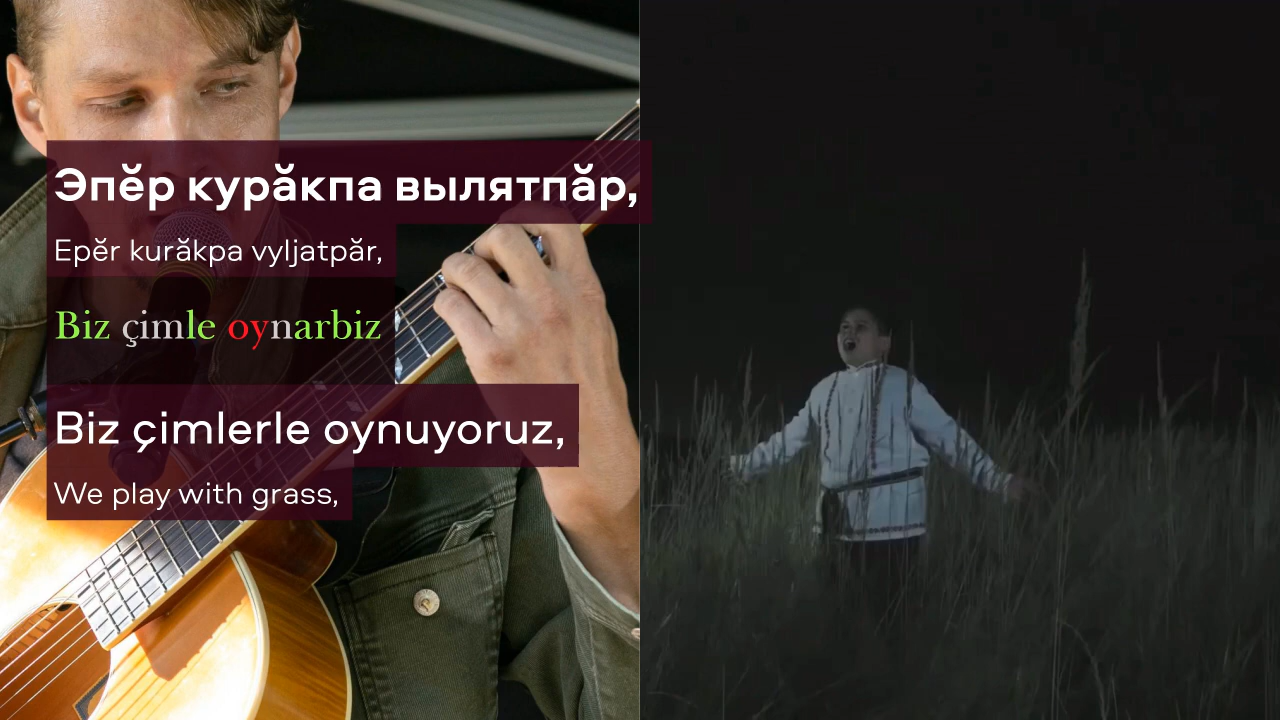 Эпӗр курӑкпа вылятпӑр,
Epĕr kurăkpa vyljatpăr,
Biz çimle oynarbiz
Biz çimlerle oynuyoruz,
We play with grass,